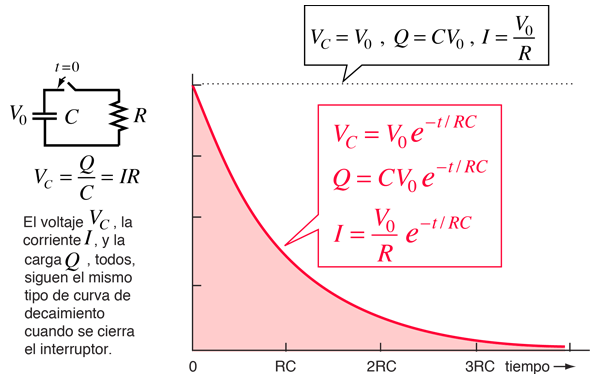 V_C = V_0 , Q = CV_0 , I = V_0/R
t=0
V_0 C R
V_C = Q/C = IR
El voltaje V_C , la
corriente I , y la
carga Q , todos,
siguen el mismo
tipo de curva de
decaimiento
cuando se cierra
el interruptor.
V_C = V_0 e^{-t/RC}
Q = CV_0 e^{-t/RC}
I = V_0/R e^{-t/RC}
0 RC 2RC 3RC tiempo →